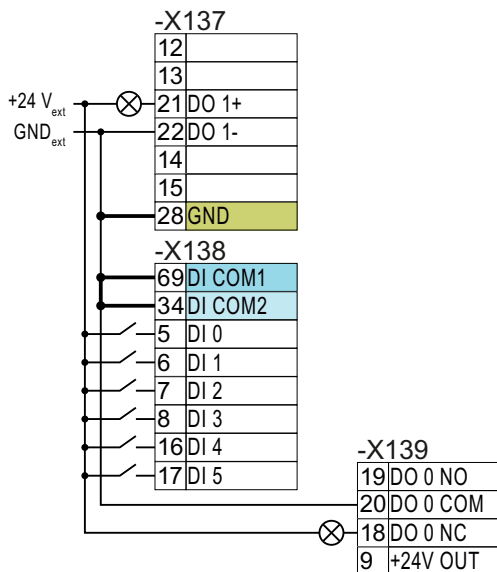 -X137
12
13
+24 Vext 21 DO 1+
GNDext 22 DO 1-
14
15
28 GND
-X138
69 DI COM1
34 DI COM2
5 DI 0
6 DI 1
7 DI 2
8 DI 3
16 DI 4
17 DI 5
-X139
19 DO 0 NO
20 DO 0 COM
18 DO 0 NC
9 +24V OUT